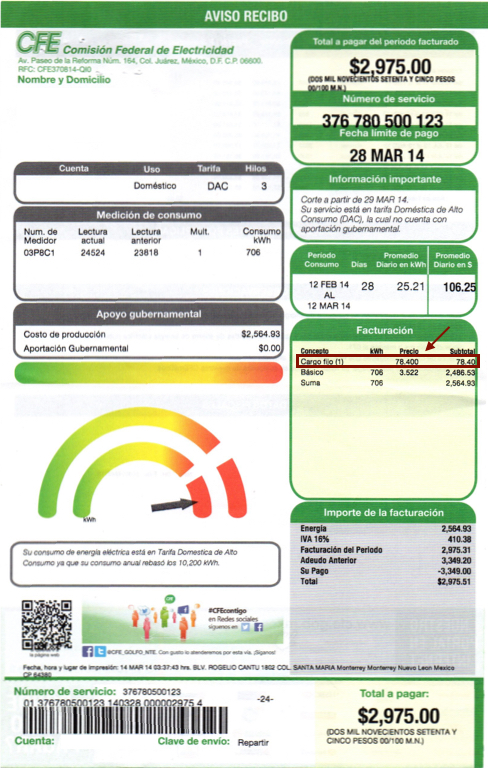 AVISO RECIBO
CFE Comisión Federal de Electricidad
Av. Paseo de la Reforma Núm. 164, Col. Juárez, México, D.F. C.P. 06600.
RFC: CFE370814-QI0
Nombre y Domicilio
Total a pagar del periodo facturado
$2,975.00
(DOS MIL NOVECIENTOS SETENTA Y CINCO PESOS
00/100 M.N.)
Número de servicio
376 780 500 123
Fecha límite de pago
28 MAR 14
Cuenta Uso Tarifa Hilos
Doméstico DAC 3
Medición de consumo
Num. de Medidor Lectura actual Lectura anterior Mult. Consumo kWh
03P8C1 24524 23818 1 706
Apoyo gubernamental
Costo de producción $2,564.93
Aportación Gubernamental $0.00
Información importante
Corte a partir de 29 MAR 14.
Su servicio está en tarifa Doméstica de Alto
Consumo (DAC), la cual no cuenta con
aportación gubernamental.
Periodo Consumo Días Promedio Diario en kWh Promedio Diario en $
12 FEB 14 AL 12 MAR 14 28 25.21 106.25
Facturación
Concepto kWh Precio Subtotal
Cargo fijo (1) 78.400 78.40
Básico 706 3.522 2,486.53
Suma 706 2,564.93
kWh
Su consumo de energía eléctrica está en Tarifa Domestica de Alto
Consumo ya que su consumo anual rebasó los 10,200 kWh.
Importe de la facturación
Energía 2,564.93
IVA 16% 410.38
Facturación del Periodo 2,975.31
Adeudo Anterior 3,349.20
Su Pago -3,349.00
Total $2,975.51
la página web
#CFEcontigo
en Redes sociales
síguenos en
@CFE_GOLFO_NTE. Con gusto lo atenderemos por esta vía. ¡Síganos!
Fecha, hora y lugar de impresión: 14 MAR 14 03:37:43 hrs. BLV. ROGELIO CANTU 1802 COL. SANTA MARIA Monterrey Monterrey Nuevo Leon Mexico
CP 64380
Número de servicio: 376780500123
01 376780500123 140328 000002975 4
-24-
Cuenta: Clave de envío: Repartir
Total a pagar:
$2,975.00
(DOS MIL NOVECIENTOS SETENTA Y
CINCO PESOS 00/100 M.N.)